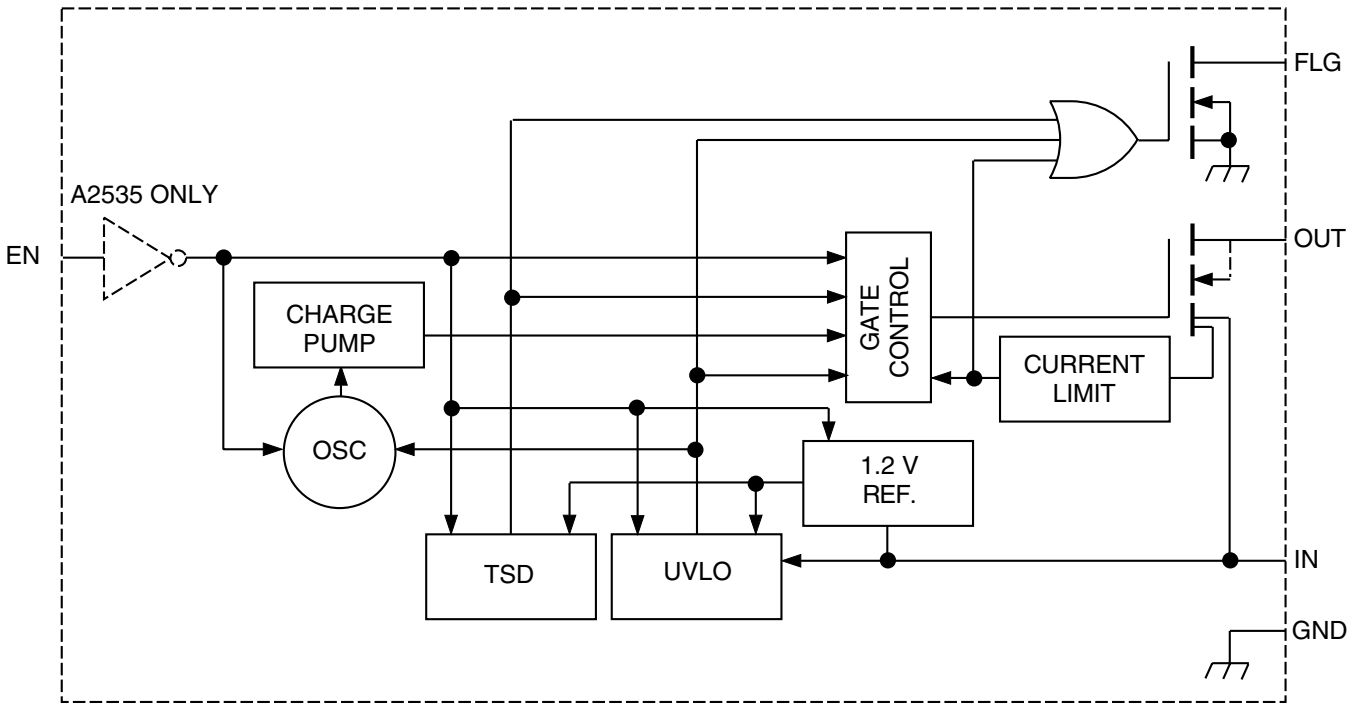 FLG
A2535 ONLY
EN
OUT
CHARGE
PUMP
GATE
CONTROL
CURRENT
LIMIT
OSC
1.2 V
REF.
TSD
UVLO
IN
GND